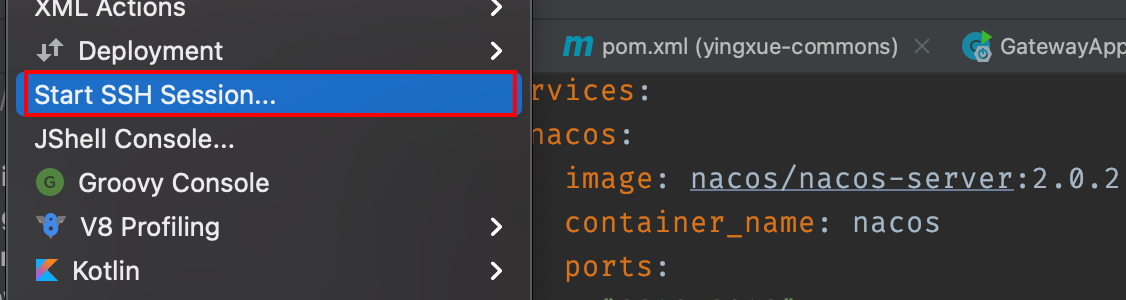 XML Actions
Deployment
Start SSH Session...
JShell Console...
G Groovy Console
V8 Profiling
Kotlin
m pom.xml (yingxue-commons)
GatewayApp
rvices:
nacos:
image: nacos/nacos-server:2.0.2
container_name: nacos
ports: